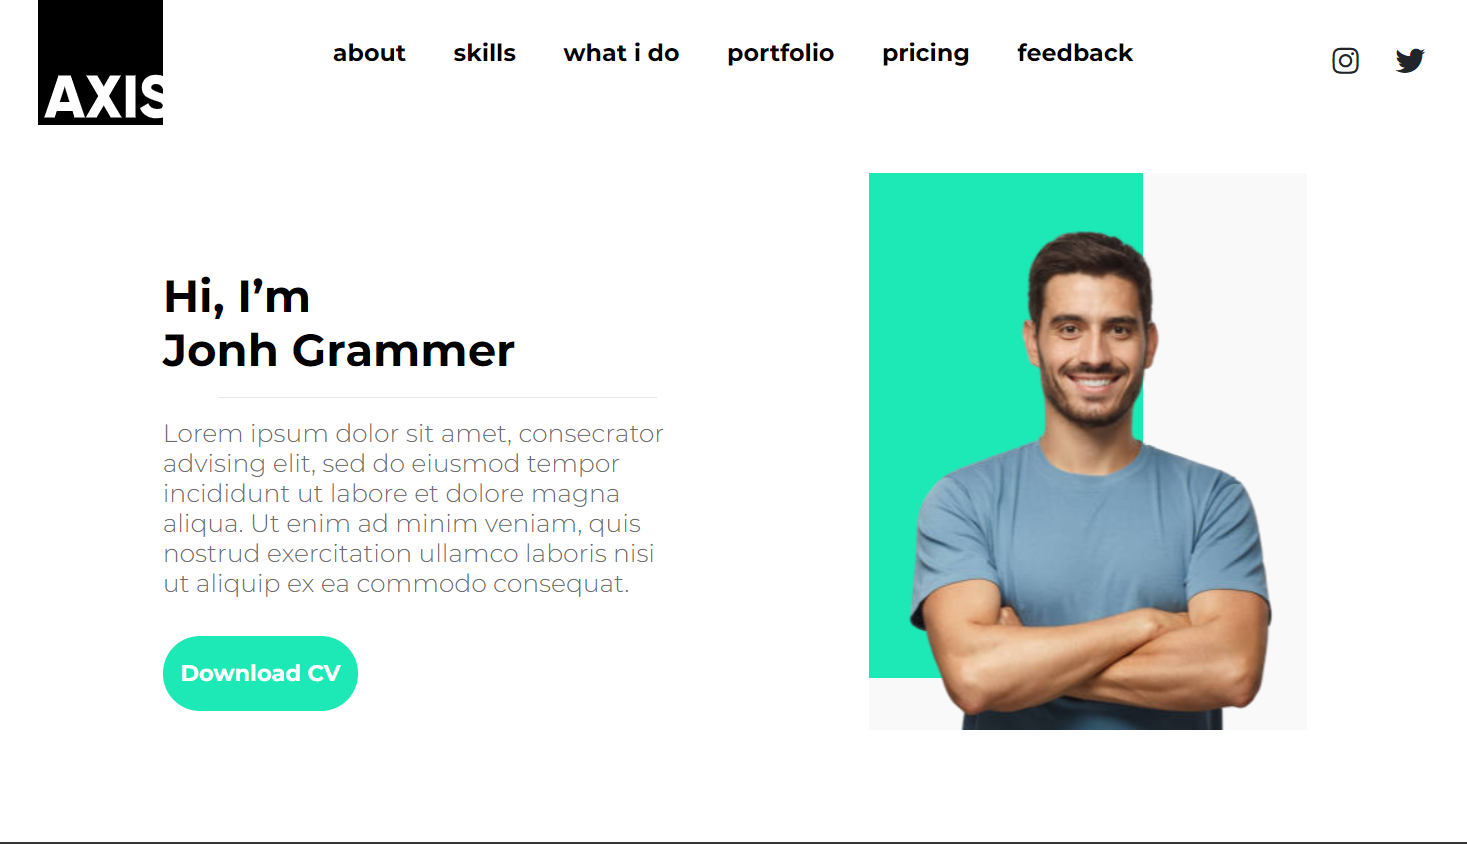 AXIS
about skills what i do portfolio pricing feedback
Hi, I’m
Jonh Grammer
Lorem ipsum dolor sit amet, consecrator
advising elit, sed do eiusmod tempor
incididunt ut labore et dolore magna
aliqua. Ut enim ad minim veniam, quis
nostrud exercitation ullamco laboris nisi
ut aliquip ex ea commodo consequat.
Download CV